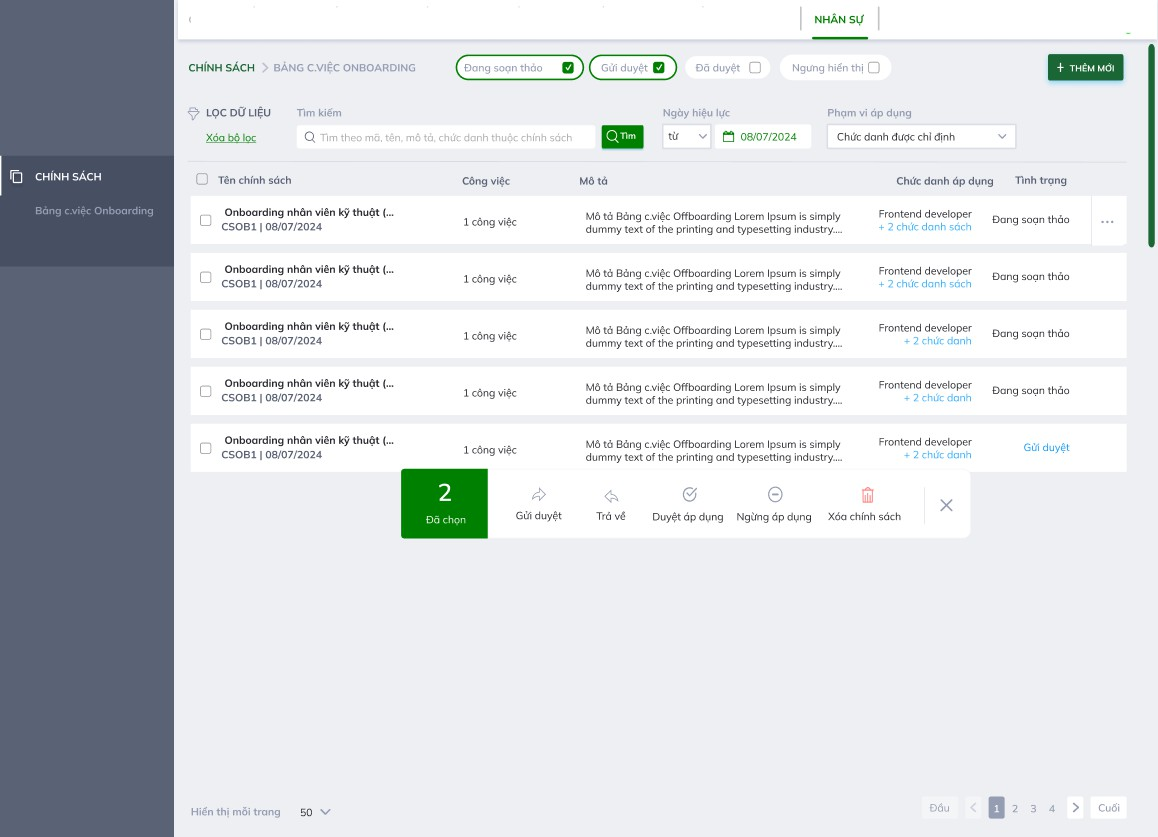 NHÂN SỰ
CHÍNH SÁCH
BẢNG C.VIỆC ONBOARDING
Đang soạn thảo
Gửi duyệt
Đã duyệt
Ngưng hiển thị
+ THÊM MỚI
LỌC DỮ LIỆU
Xóa bộ lọc
Tìm kiếm
Tìm theo mã, tên, mô tả, chức danh thuộc chính sách
Tìm
Ngày hiệu lực
từ
08/07/2024
Phạm vi áp dụng
Chức danh được chỉ định
CHÍNH SÁCH
Bảng c.việc Onboarding
Tên chính sách
Công việc
Mô tả
Chức danh áp dụng
Tình trạng
Onboarding nhân viên kỹ thuật (...
CSOB1 | 08/07/2024
1 công việc
Mô tả Bảng c.việc Offboarding Lorem Ipsum is simply
dummy text of the printing and typesetting industry....
Frontend developer
+ 2 chức danh sách
Đang soạn thảo
...
Onboarding nhân viên kỹ thuật (...
CSOB1 | 08/07/2024
1 công việc
Mô tả Bảng c.việc Offboarding Lorem Ipsum is simply
dummy text of the printing and typesetting industry....
Frontend developer
+ 2 chức danh sách
Đang soạn thảo
Onboarding nhân viên kỹ thuật (...
CSOB1 | 08/07/2024
1 công việc
Mô tả Bảng c.việc Offboarding Lorem Ipsum is simply
dummy text of the printing and typesetting industry....
Frontend developer
+ 2 chức danh
Đang soạn thảo
Onboarding nhân viên kỹ thuật (...
CSOB1 | 08/07/2024
1 công việc
Mô tả Bảng c.việc Offboarding Lorem Ipsum is simply
dummy text of the printing and typesetting industry....
Frontend developer
+ 2 chức danh
Đang soạn thảo
Onboarding nhân viên kỹ thuật (...
CSOB1 | 08/07/2024
1 công việc
Mô tả Bảng c.việc Offboarding Lorem Ipsum is simply
dummy text of the printing and typesetting industry....
Frontend developer
+ 2 chức danh
Gửi duyệt
2
Đã chọn
Gửi duyệt
Trả về
Duyệt áp dụng
Ngừng áp dụng
Xóa chính sách
Hiển thị mỗi trang
50
Đầu
1
2
3
4
Cuối